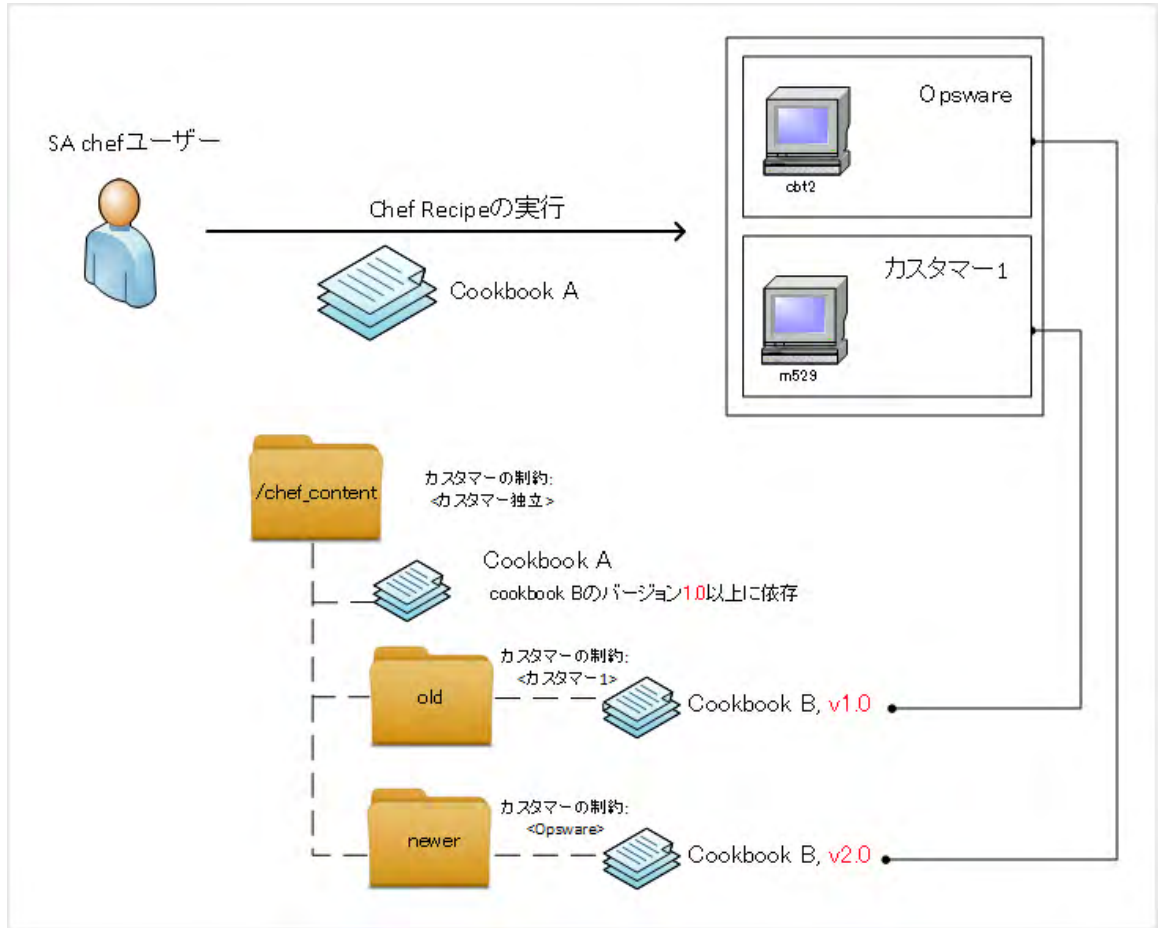 SA chefユーザー
Chef Recipeの実行
Cookbook A
Opsware
cbt2
カスタマー1
m529
/chef_content
カスタマーの制約:
<カスタマー独立>
Cookbook A
cookbook Bのバージョン1.0以上に依存
old
カスタマーの制約:
<カスタマー1>
Cookbook B, v1.0
newer
カスタマーの制約:
<Opsware>
Cookbook B, v2.0